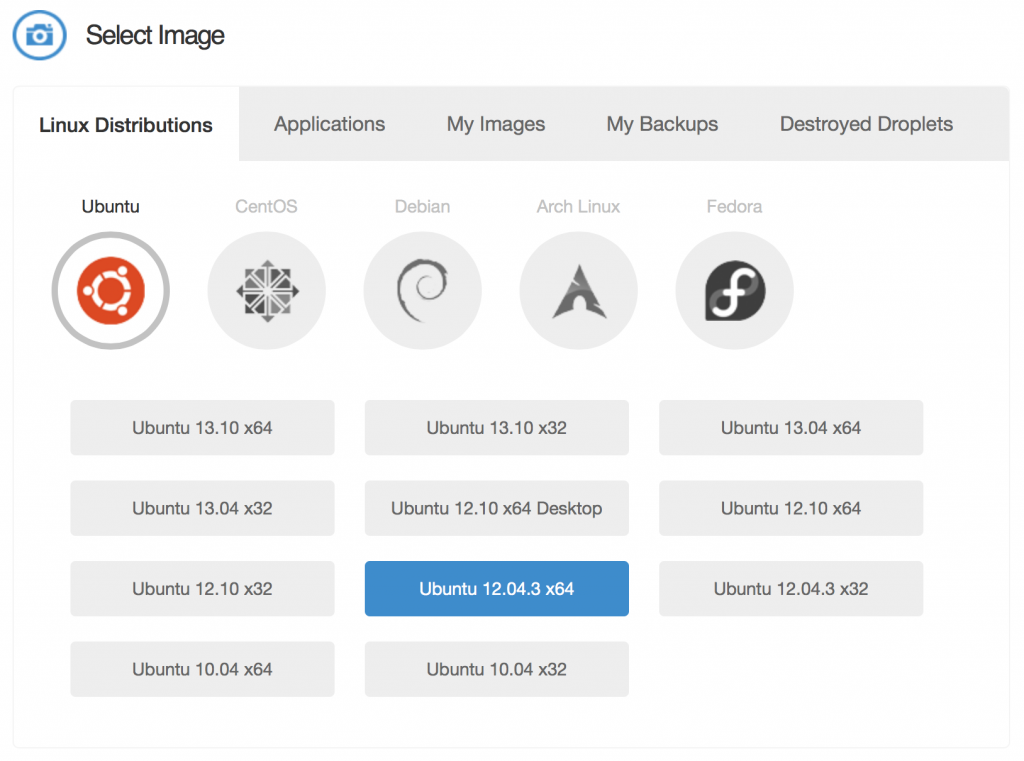 Select Image
Linux Distributions Applications My Images My Backups Destroyed Droplets
Ubuntu CentOS Debian Arch Linux Fedora
Ubuntu 13.10 x64 Ubuntu 13.10 x32 Ubuntu 13.04 x64
Ubuntu 13.04 x32 Ubuntu 12.10 x64 Desktop Ubuntu 12.10 x64
Ubuntu 12.10 x32 Ubuntu 12.04.3 x64 Ubuntu 12.04.3 x32
Ubuntu 10.04 x64 Ubuntu 10.04 x32